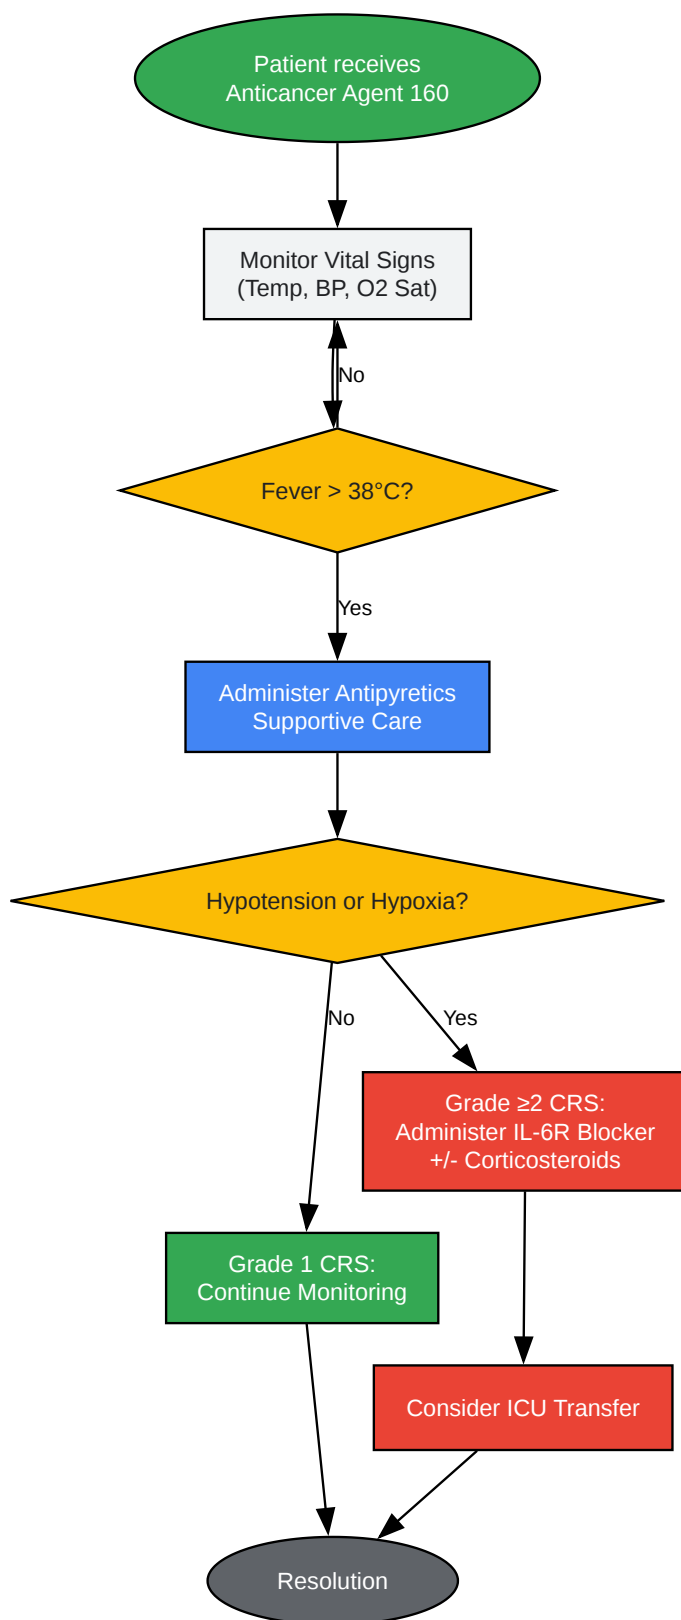 Patient receives
Anticancer Agent 160
Monitor Vital Signs
(Temp, BP, O2 Sat)
No
Fever > 38°C?
Yes
Administer Antipyretics
Supportive Care
Hypotension or Hypoxia?
No
Yes
Grade ≥2 CRS:
Administer IL-6R Blocker
+/- Corticosteroids
Grade 1 CRS:
Continue Monitoring
Consider ICU Transfer
Resolution